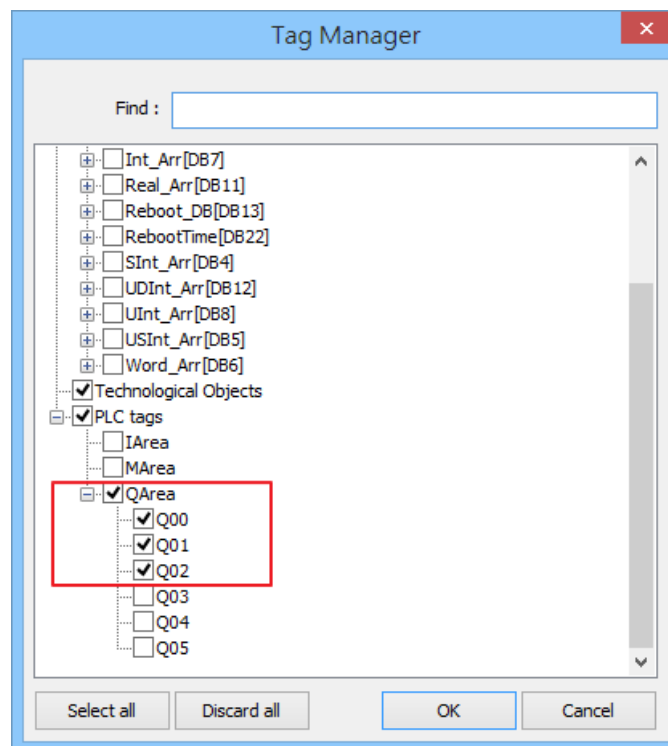 Tag Manager
Find :
Int_Arr[DB7]
Real_Arr[DB11]
Reboot_DB[DB13]
RebootTime[DB22]
SInt_Arr[DB4]
UDInt_Arr[DB12]
UInt_Arr[DB8]
USInt_Arr[DB5]
Word_Arr[DB6]
Technological Objects
PLC tags
IArea
MArea
QArea
Q00
Q01
Q02
Q03
Q04
Q05
Select all Discard all OK Cancel